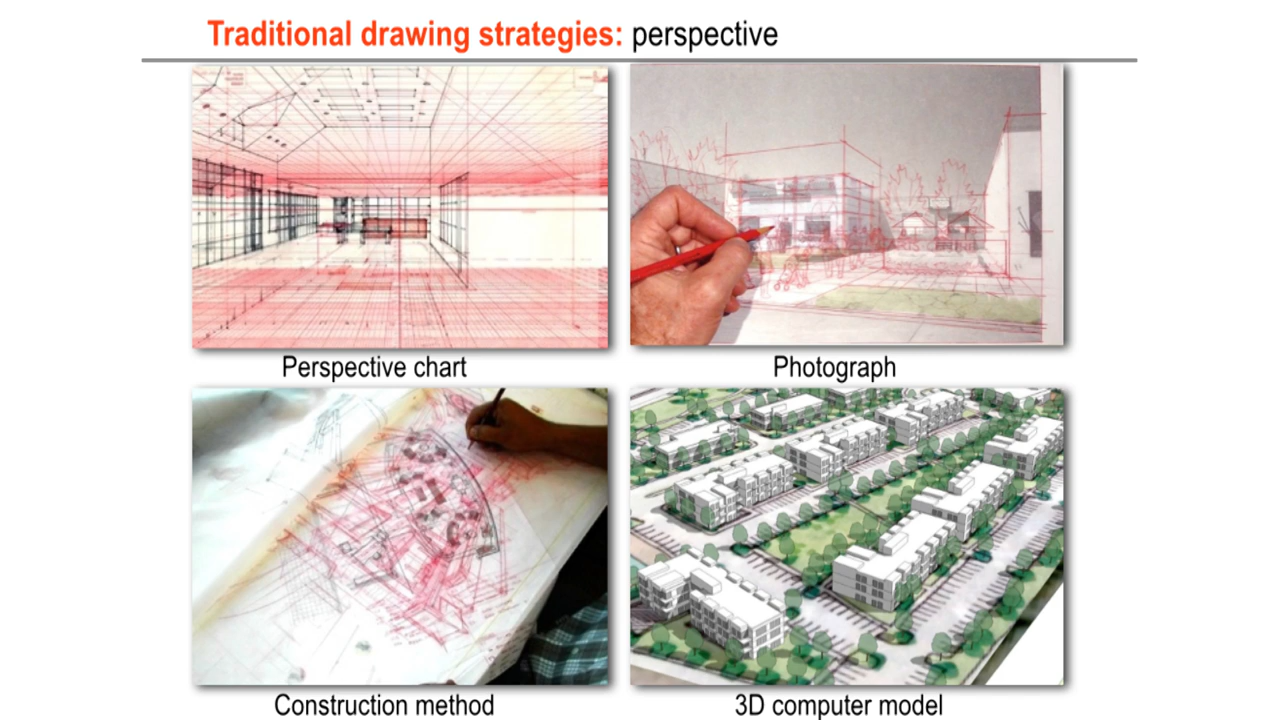 Traditional drawing strategies: perspective
Perspective chart
Photograph
Construction method
3D computer model